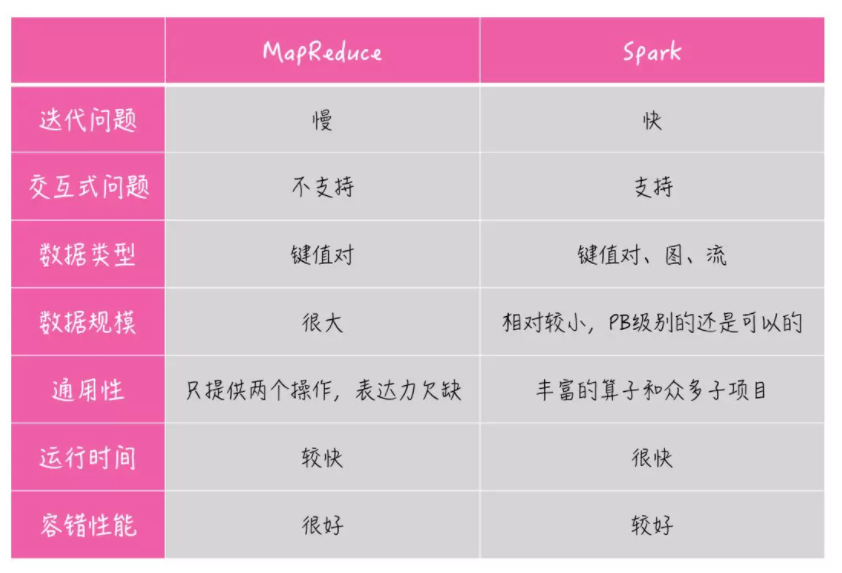 MapReduce Spark
迭代问题 慢 快
交互式问题 不支持 支持
数据类型 键值对 键值对、图、流
数据规模 很大 相对较小，PB级别的还是可以的
通用性 只提供两个操作，表达力欠缺 丰富的算子和众多子项目
运行时间 较快 很快
容错性能 很好 较好